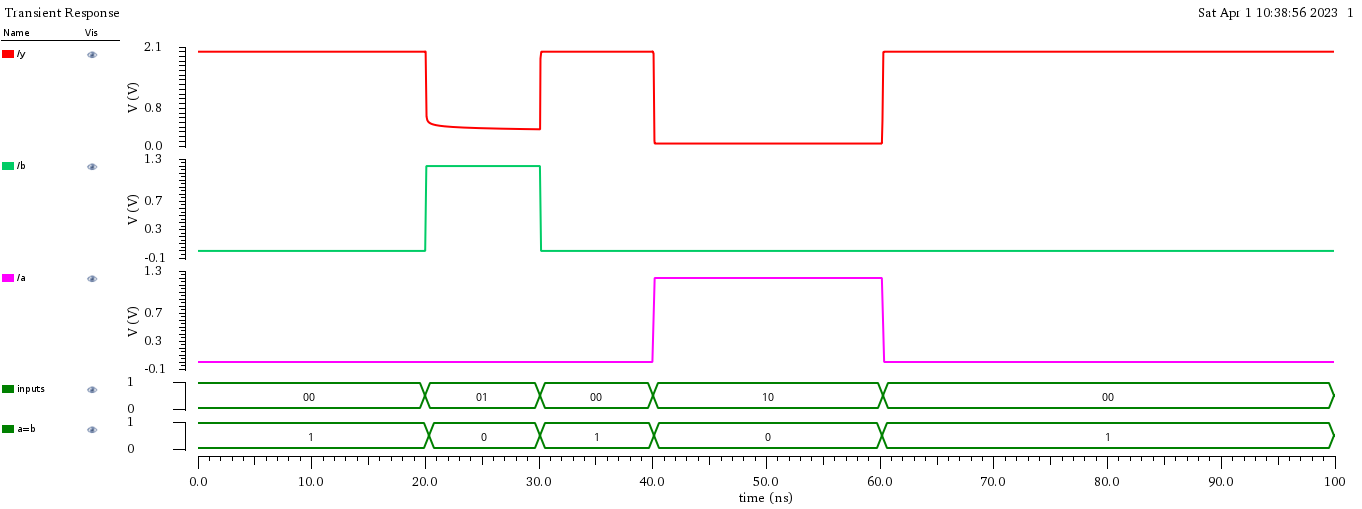 Transient Response
Sat Apr 1 10:38:56 2023 1
Name Vis
/y
2.1
0.8
0.0
V (V)
/b
1.3
0.7
0.3
-0.1
V (V)
/a
1.3
0.7
0.3
-0.1
V (V)
inputs
1
0
00 01 00 10 00
a=b
1
0
1 0 1 0 1
0.0 10.0 20.0 30.0 40.0 50.0 60.0 70.0 80.0 90.0 100
time (ns)